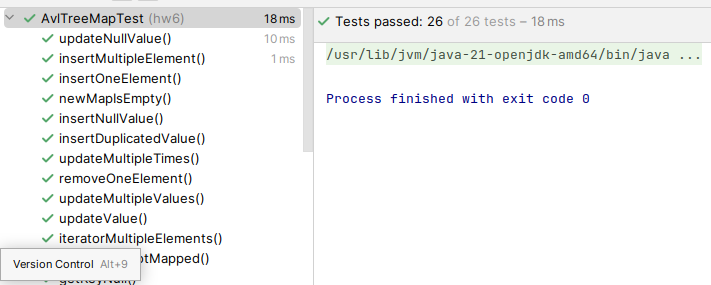 AvlTreeMapTest (hw6) 18 ms
updateNullValue() 10 ms
insertMultipleElement() 1 ms
insertOneElement()
newMapIsEmpty()
insertNullValue()
insertDuplicatedValue()
updateMultipleTimes()
removeOneElement()
updateMultipleValues()
updateValue()
iteratorMultipleElements()
otMapped()
Version Control Alt+9
getKeyNull()
Tests passed: 26 of 26 tests – 18 ms
/usr/lib/jvm/java-21-openjdk-amd64/bin/java ...
Process finished with exit code 0